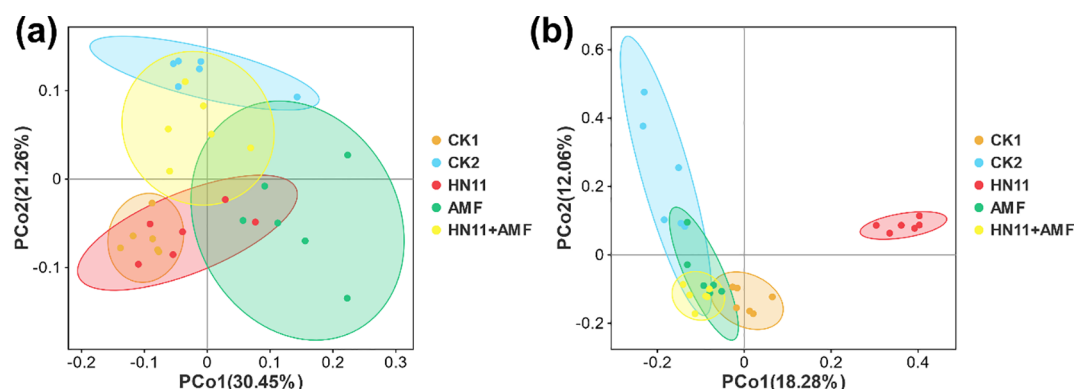 (a)
PCo2(21.26%)
0.1
0
-0.1
-0.2
-0.1
0
0.1
0.2
0.3
PCo1(30.45%)
CK1
CK2
HN11
AMF
HN11+AMF
(b)
PCo2(12.06%)
0.6
0.4
0.2
0
-0.2
-0.2
0
0.2
0.4
PCo1(18.28%)
CK1
CK2
HN11
AMF
HN11+AMF